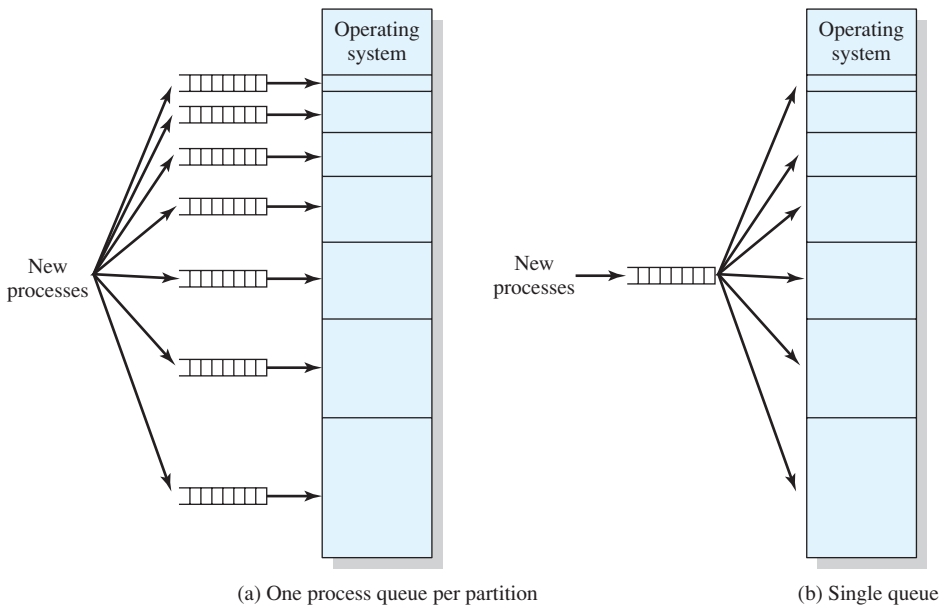 Operating
system
New
processes
(a) One process queue per partition
Operating
system
New
processes
(b) Single queue